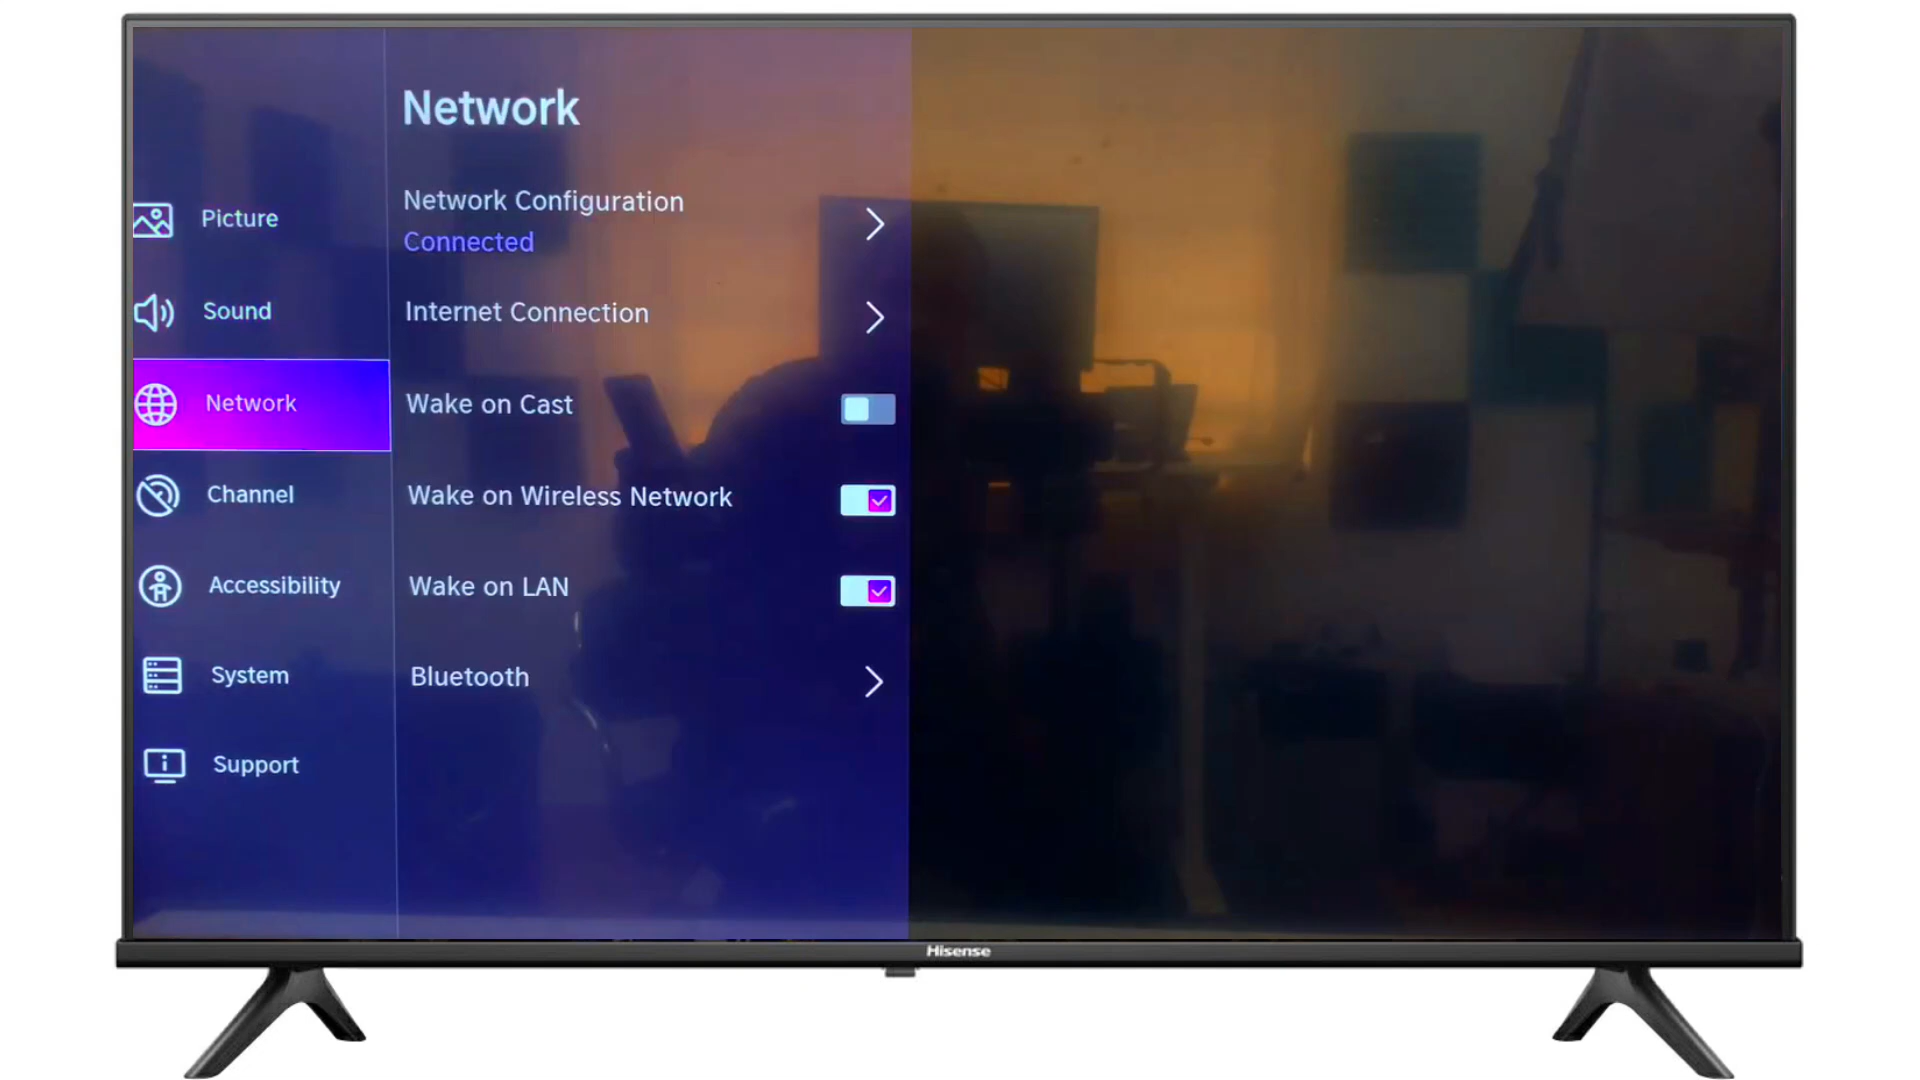 Network
Picture
Sound
Network
Channel
Accessibility
System
Support
Network Configuration
Connected
Internet Connection
Wake on Cast
Wake on Wireless Network
Wake on LAN
Bluetooth
Hisense